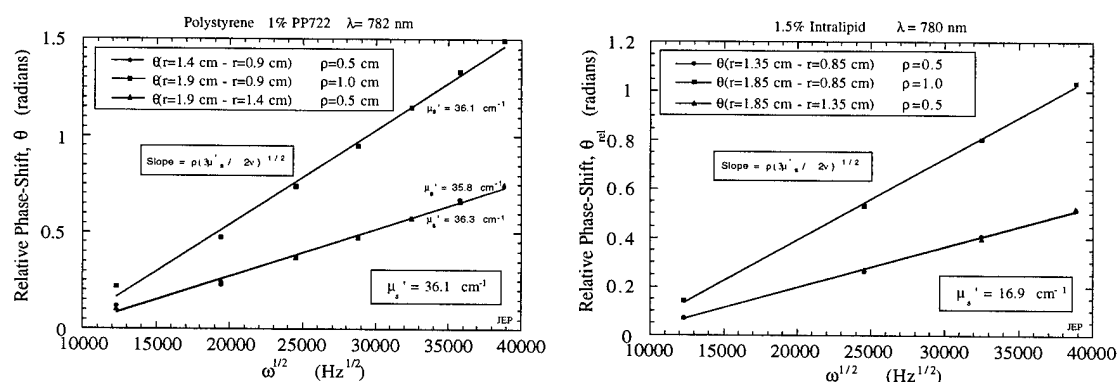 Polystyrene 1% PP722 λ= 782 nm
Relative Phase-Shift, θ (radians)
1.5
1
0.5
0
θ(r=1.4 cm - r=0.9 cm) ρ=0.5 cm
θ(r=1.9 cm - r=0.9 cm) ρ=1.0 cm
θ(r=1.9 cm - r=1.4 cm) ρ=0.5 cm
μs' = 36.1 cm-1
Slope = ρ(3μ's / 2v) 1/2
μs' = 35.8 cm-1
μs' = 36.3 cm-1
μs' = 36.1 cm-1
JEP
10000 15000 20000 25000 30000 35000 40000
ω1/2 (Hz1/2)
1.5% Intralipid λ = 780 nm
Relative Phase-Shift, θrel (radians)
1.2
1
0.8
0.6
0.4
0.2
0
θ(r=1.35 cm - r=0.85 cm) ρ=0.5
θ(r=1.85 cm - r=0.85 cm) ρ=1.0
θ(r=1.85 cm - r=1.35 cm) ρ=0.5
Slope = ρ(3μ's / 2v) 1/2
μs' = 16.9 cm-1
JEP
10000 15000 20000 25000 30000 35000 40000
ω1/2 (Hz1/2)